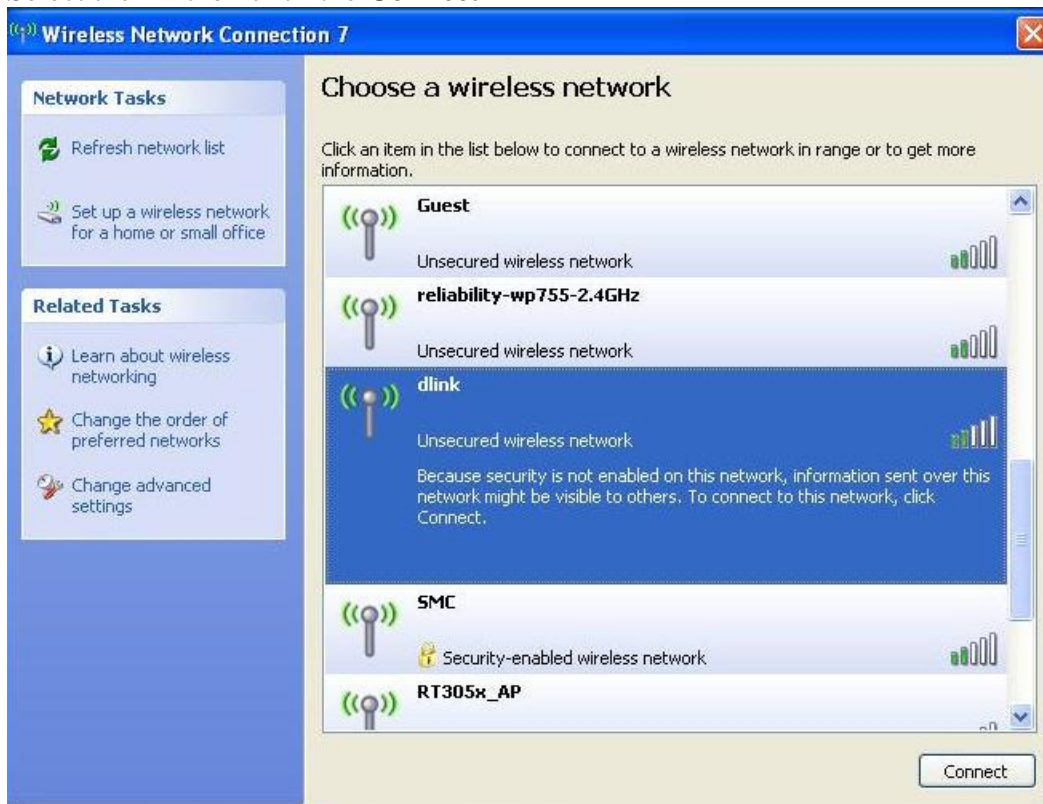 Wireless Network Connection 7
Network Tasks
Refresh network list
Set up a wireless network
for a home or small office
Related Tasks
Learn about wireless
networking
Change the order of
preferred networks
Change advanced
settings
Choose a wireless network
Click an item in the list below to connect to a wireless network in range or to get more
information.
Guest
Unsecured wireless network
reliability-wp755-2.4GHz
Unsecured wireless network
dlink
Unsecured wireless network
Because security is not enabled on this network, information sent over this
network might be visible to others. To connect to this network, click
Connect.
SMC
Security-enabled wireless network
RT305x_AP
Connect